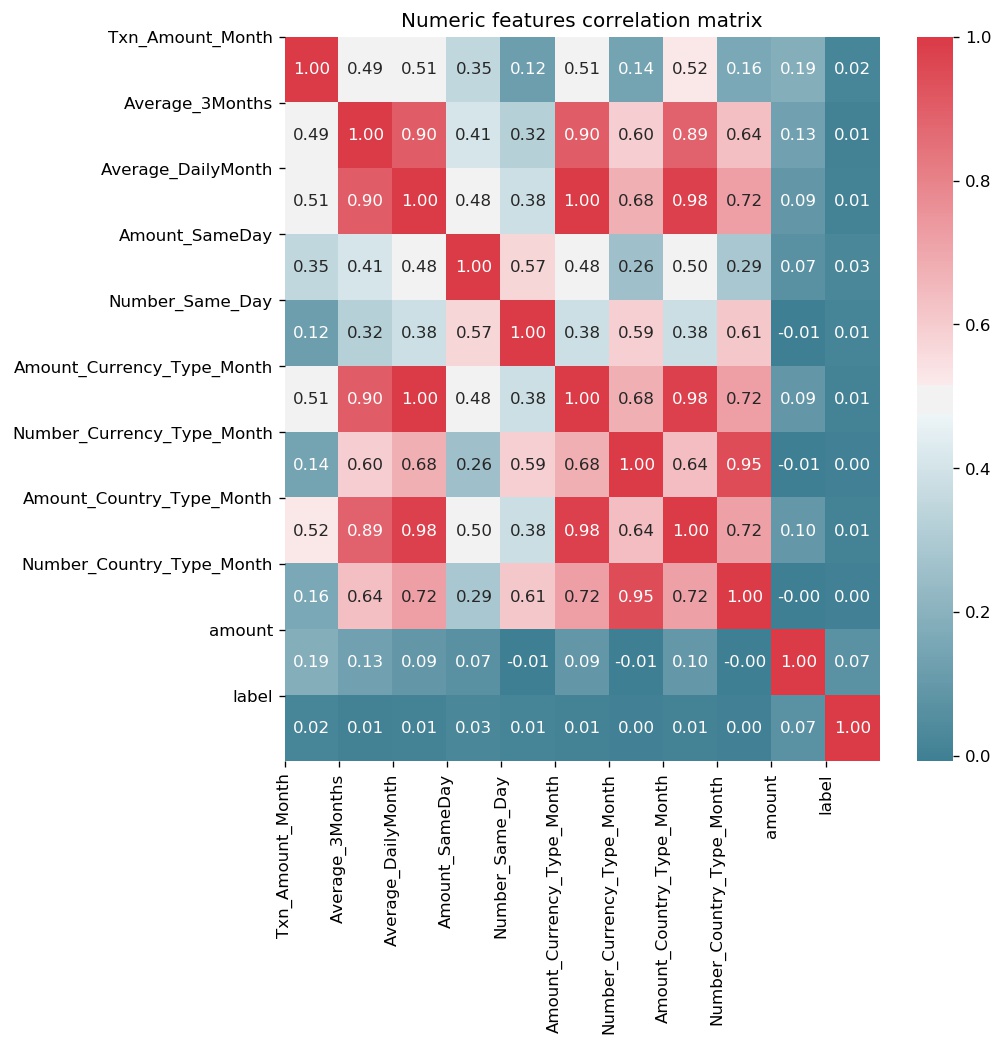 Numeric features correlation matrix
Txn_Amount_Month
1.00 0.49 0.51 0.35 0.12 0.51 0.14 0.52 0.16 0.19 0.02
Average_3Months
0.49 1.00 0.90 0.41 0.32 0.90 0.60 0.89 0.64 0.13 0.01
Average_DailyMonth
0.51 0.90 1.00 0.48 0.38 1.00 0.68 0.98 0.72 0.09 0.01
Amount_SameDay
0.35 0.41 0.48 1.00 0.57 0.48 0.26 0.50 0.29 0.07 0.03
Number_Same_Day
0.12 0.32 0.38 0.57 1.00 0.38 0.59 0.38 0.61 -0.01 0.01
Amount_Currency_Type_Month
0.51 0.90 1.00 0.48 0.38 1.00 0.68 0.98 0.72 0.09 0.01
Number_Currency_Type_Month
0.14 0.60 0.68 0.26 0.59 0.68 1.00 0.64 0.95 -0.01 0.00
Amount_Country_Type_Month
0.52 0.89 0.98 0.50 0.38 0.98 0.64 1.00 0.72 0.10 0.01
Number_Country_Type_Month
0.16 0.64 0.72 0.29 0.61 0.72 0.95 0.72 1.00 -0.00 0.00
amount
0.19 0.13 0.09 0.07 -0.01 0.09 -0.01 0.10 -0.00 1.00 0.07
label
0.02 0.01 0.01 0.03 0.01 0.01 0.00 0.01 0.00 0.07 1.00
Txn_Amount_Month
Average_3Months
Average_DailyMonth
Amount_SameDay
Number_Same_Day
Amount_Currency_Type_Month
Number_Currency_Type_Month
Amount_Country_Type_Month
Number_Country_Type_Month
amount
label
1.0
0.8
0.6
0.4
0.2
0.0